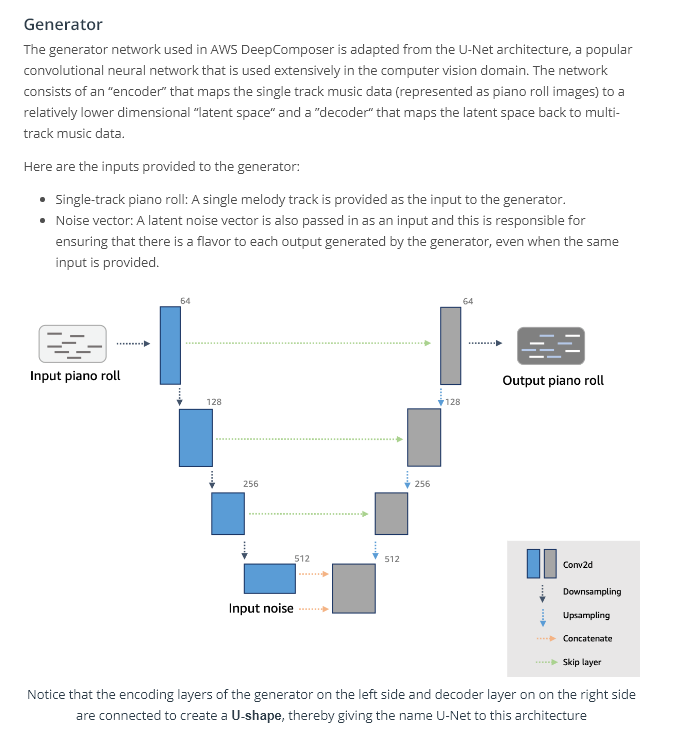 Generator
The generator network used in AWS DeepComposer is adapted from the U-Net architecture, a popular
convolutional neural network that is used extensively in the computer vision domain. The network
consists of an “encoder” that maps the single track music data (represented as piano roll images) to a
relatively lower dimensional “latent space“ and a ”decoder“ that maps the latent space back to multi-
track music data.
Here are the inputs provided to the generator:
• Single-track piano roll: A single melody track is provided as the input to the generator.
• Noise vector: A latent noise vector is also passed in as an input and this is responsible for
ensuring that there is a flavor to each output generated by the generator, even when the same
input is provided.
64
64
Input piano roll
Output piano roll
128
128
256
256
512
512
Input noise
Conv2d
Downsampling
Upsampling
Concatenate
Skip layer
Notice that the encoding layers of the generator on the left side and decoder layer on on the right side
are connected to create a U-shape, thereby giving the name U-Net to this architecture